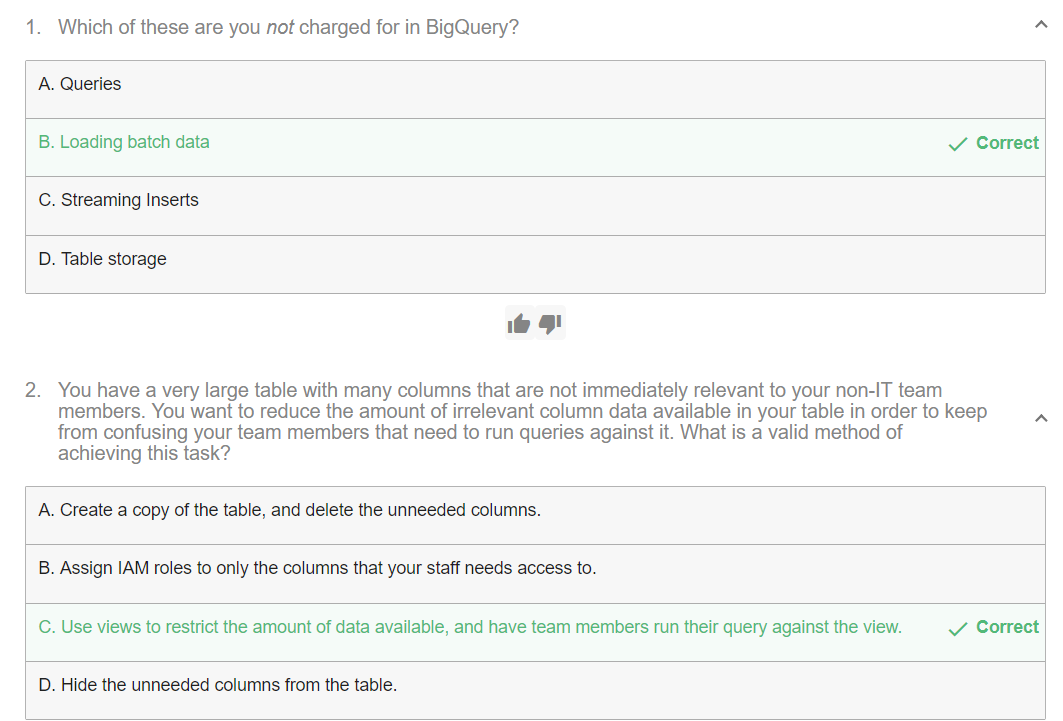 1. Which of these are you not charged for in BigQuery?
A. Queries
B. Loading batch data
Correct
C. Streaming Inserts
D. Table storage
2. You have a very large table with many columns that are not immediately relevant to your non-IT team
members. You want to reduce the amount of irrelevant column data available in your table in order to keep
from confusing your team members that need to run queries against it. What is a valid method of
achieving this task?
A. Create a copy of the table, and delete the unneeded columns.
B. Assign IAM roles to only the columns that your staff needs access to.
C. Use views to restrict the amount of data available, and have team members run their query against the view.
Correct
D. Hide the unneeded columns from the table.